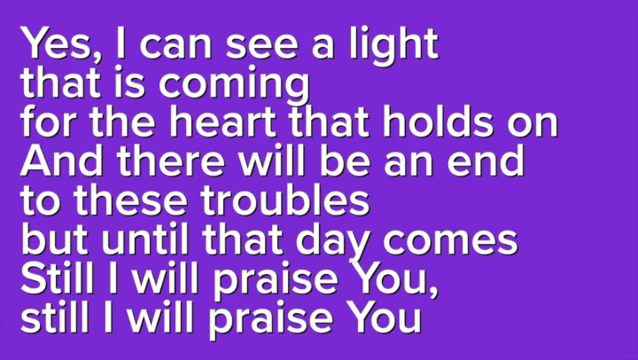 Yes, I can see a light
that is coming
for the heart that holds on
And there will be an end
to these troubles
but until that day comes
Still I will praise You,
still I will praise You